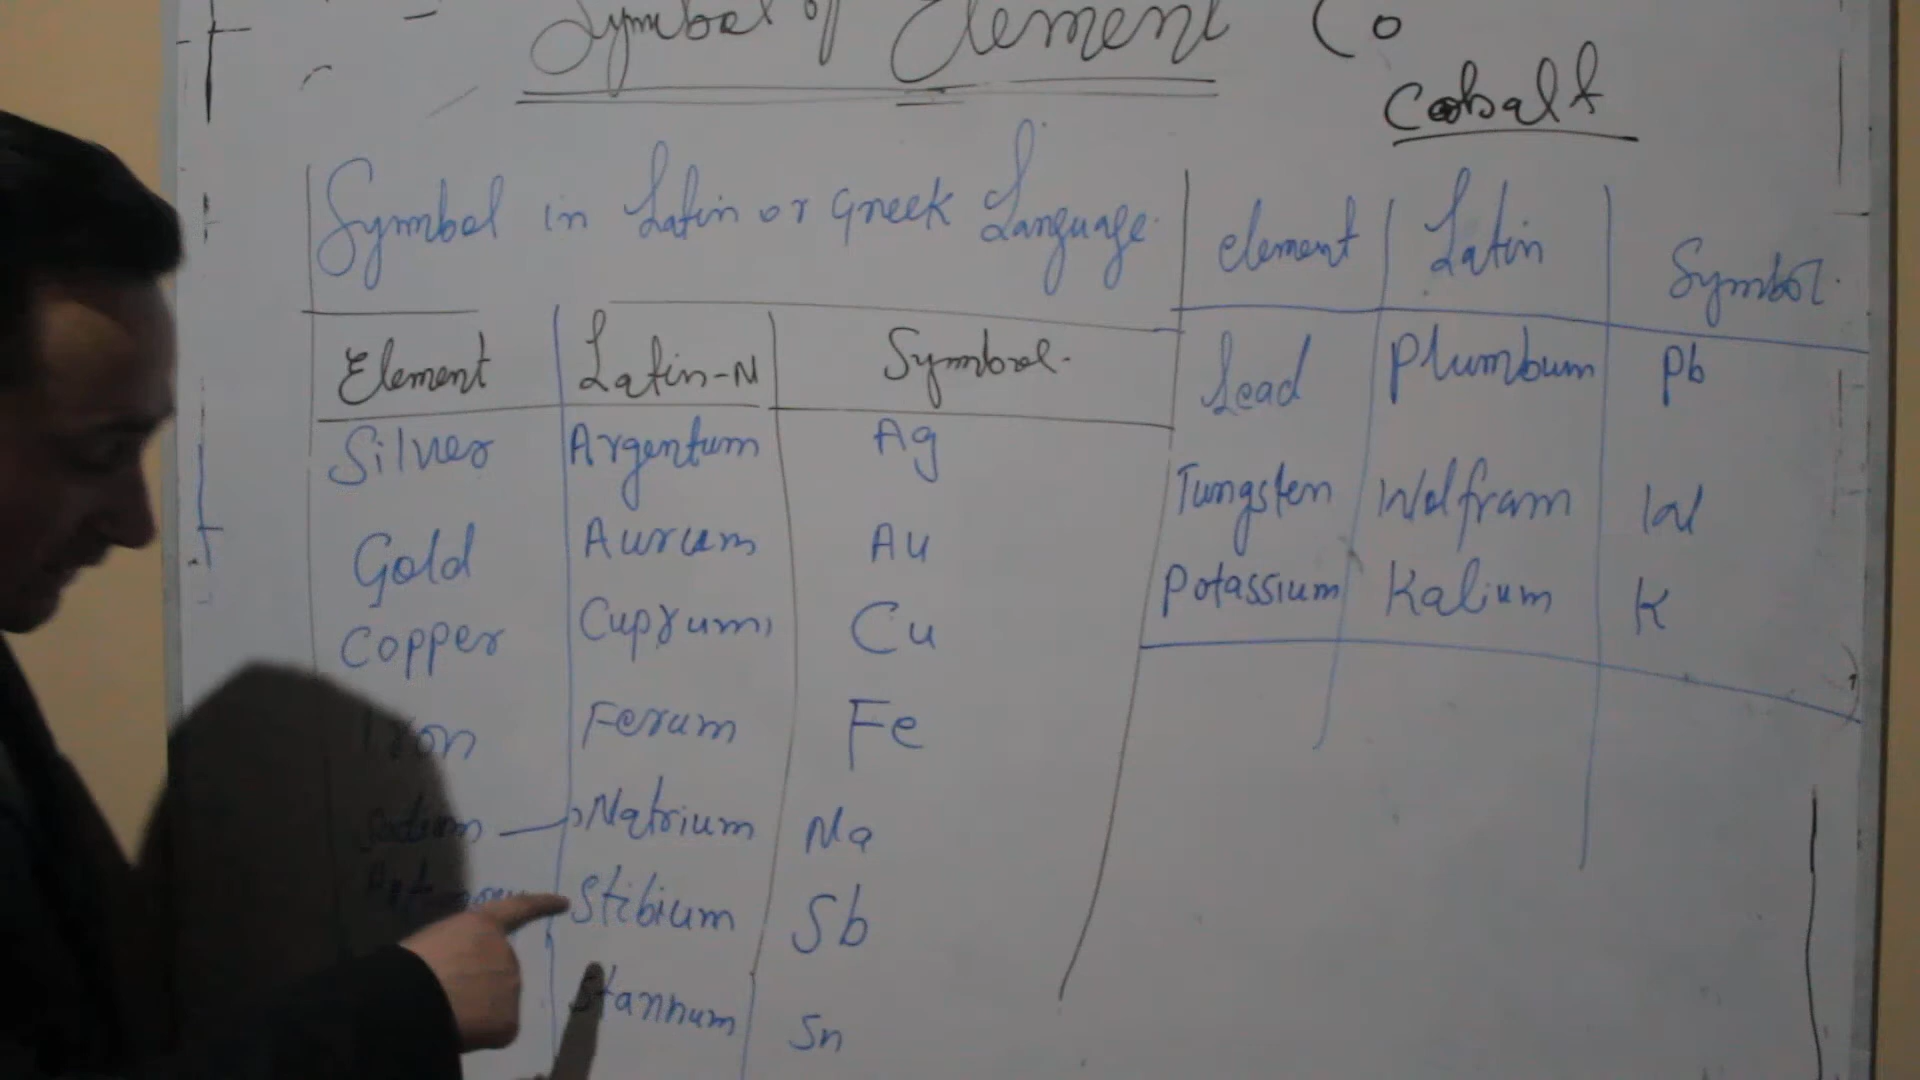 Symbol of Element
Co
Cobalt
Symbol in Latin or Greek Language.
Element Latin-N Symbol.
Silver Argentum Ag
Gold Aurum Au
Copper Cuprum Cu
Iron Ferum Fe
Sodium Natrium Na
Stibium Sb
Stannum Sn
element Latin Symbol.
Lead Plumbum Pb
Tungsten Wolfram W
Potassium Kalium K